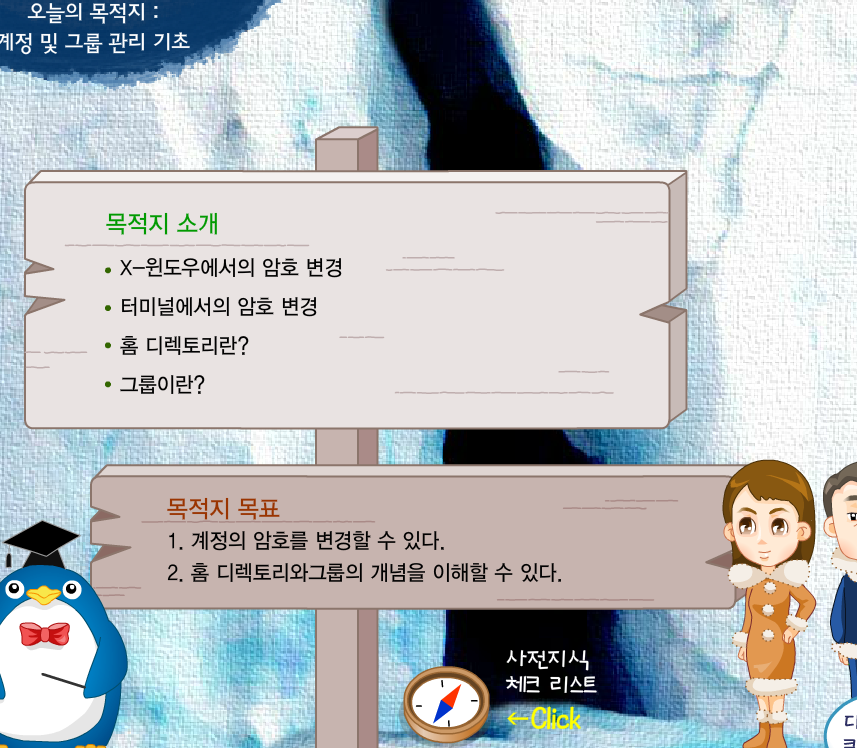 오늘의 목적지 :
계정 및 그룹 관리 기초
목적지 소개
• X-윈도우에서의 암호 변경
• 터미널에서의 암호 변경
• 홈 디렉토리란?
• 그룹이란?
목적지 목표
1. 계정의 암호를 변경할 수 있다.
2. 홈 디렉토리와그룹의 개념을 이해할 수 있다.
사전지식
체크 리스트
←Click